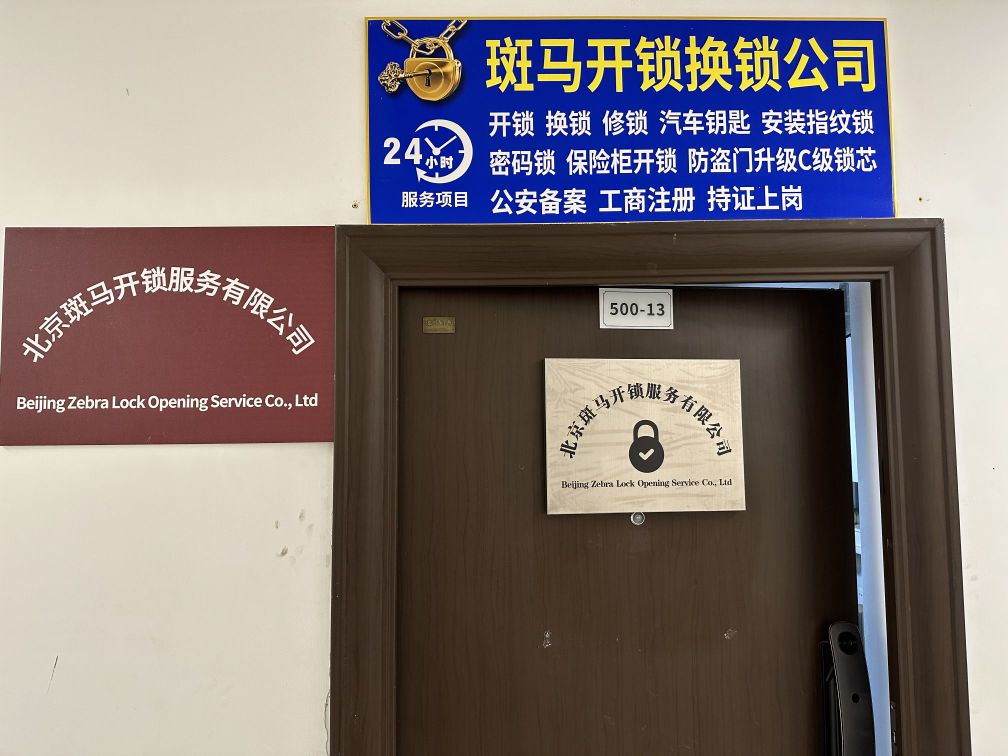 斑马开锁换锁公司
开锁 换锁 修锁 汽车钥匙 安装指纹锁
24小时
密码锁 保险柜开锁 防盗门升级C级锁芯
服务项目
公安备案 工商注册 持证上岗
北京斑马开锁服务有限公司
Beijing Zebra Lock Opening Service Co., Ltd
500-13
北京斑马开锁服务有限公司
Beijing Zebra Lock Opening Service Co., Ltd